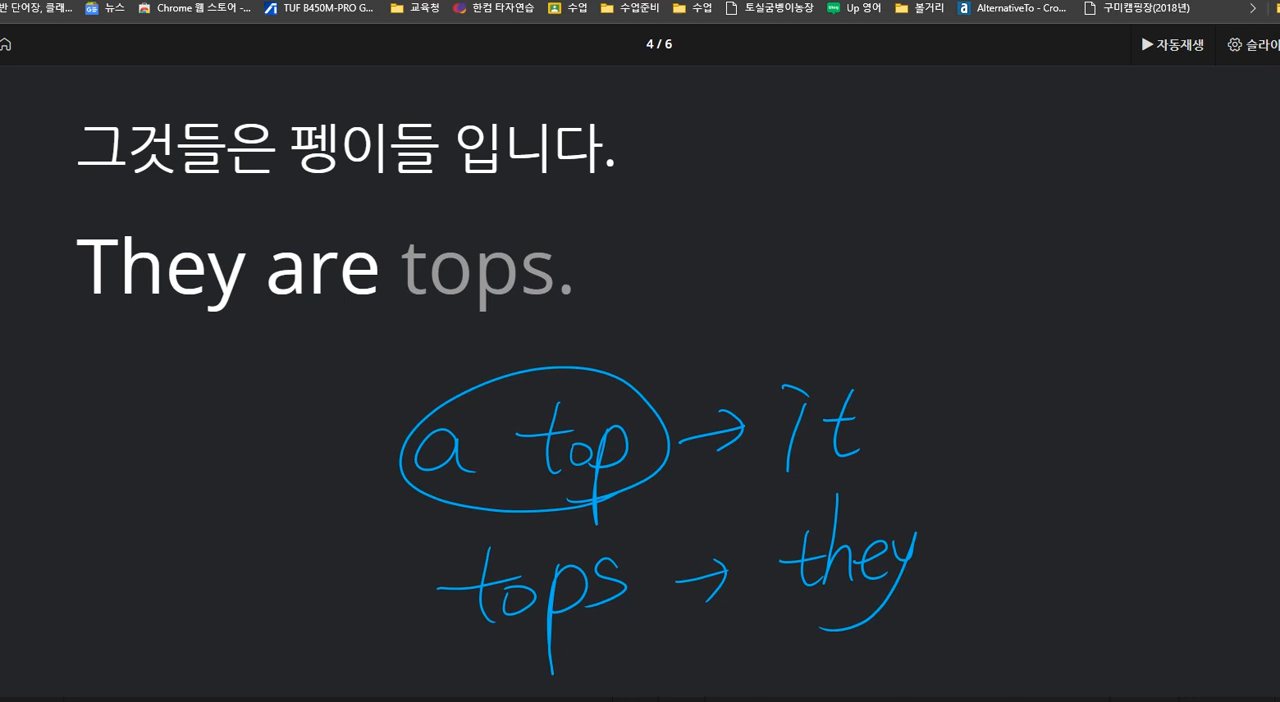 반 단어장, 클래... 뉴스 Chrome 웹 스토어 -... TUF B450M-PRO G... 교육청 한컴 타자연습 수업 수업준비 수업 토실굼벵이농장 Up 영어 볼거리 AlternativeTo - Cro... 구미캠핑장(2018년)
4 / 6 자동재생 슬라이
그것들은 펭이들 입니다.
They are tops.
a top → it
tops → they